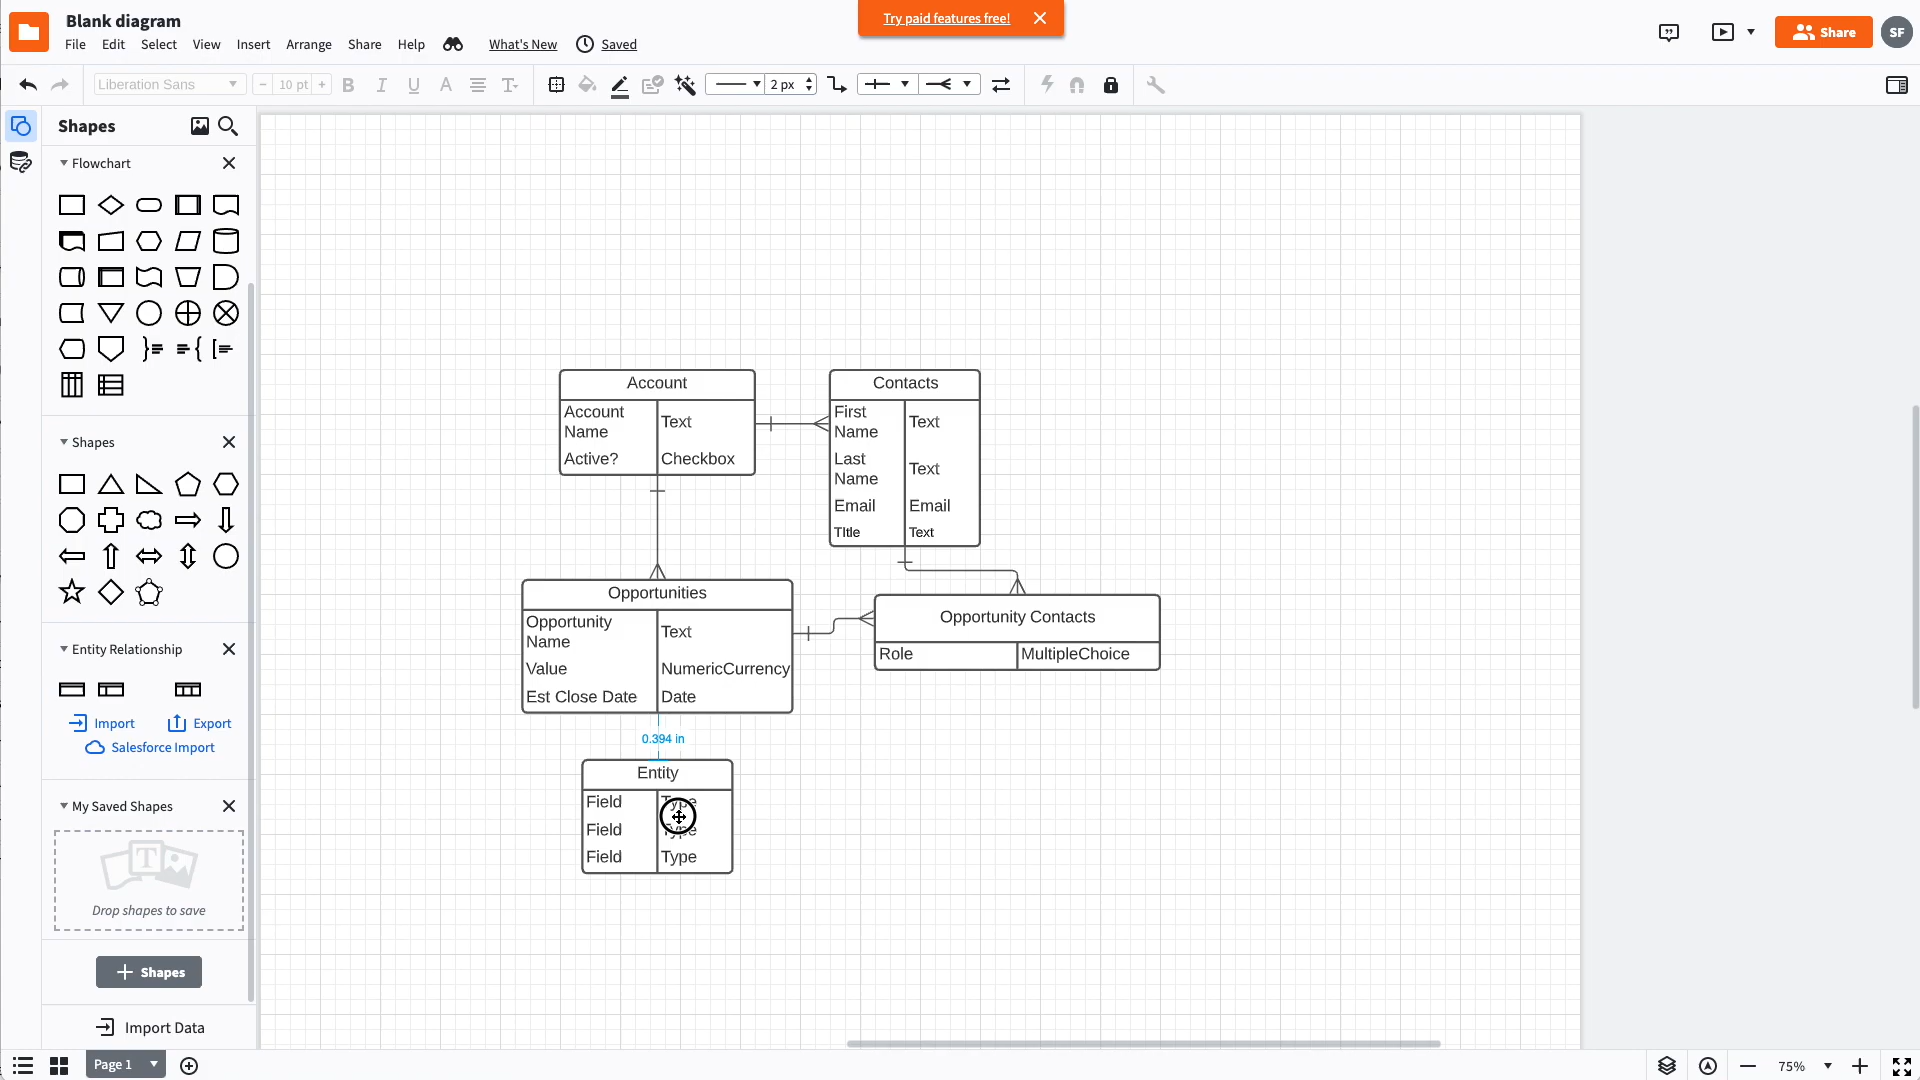 Blank diagram
Try paid features free!
File Edit Select View Insert Arrange Share Help What's New Saved
Share
SF
Liberation Sans
10 pt
B I U A T
2 px
Shapes
Flowchart
Shapes
Entity Relationship
Import
Export
Salesforce Import
My Saved Shapes
T
Drop shapes to save
Shapes
Import Data
Page 1
75%
Account
Account Name
Text
Active?
Checkbox
Contacts
First Name
Text
Last Name
Text
Email
Email
TItle
Text
Opportunities
Opportunity Name
Text
Value
NumericCurrency
Est Close Date
Date
Opportunity Contacts
Role
MultipleChoice
0.394 in
Entity
Field
Type
Field
Type
Field
Type